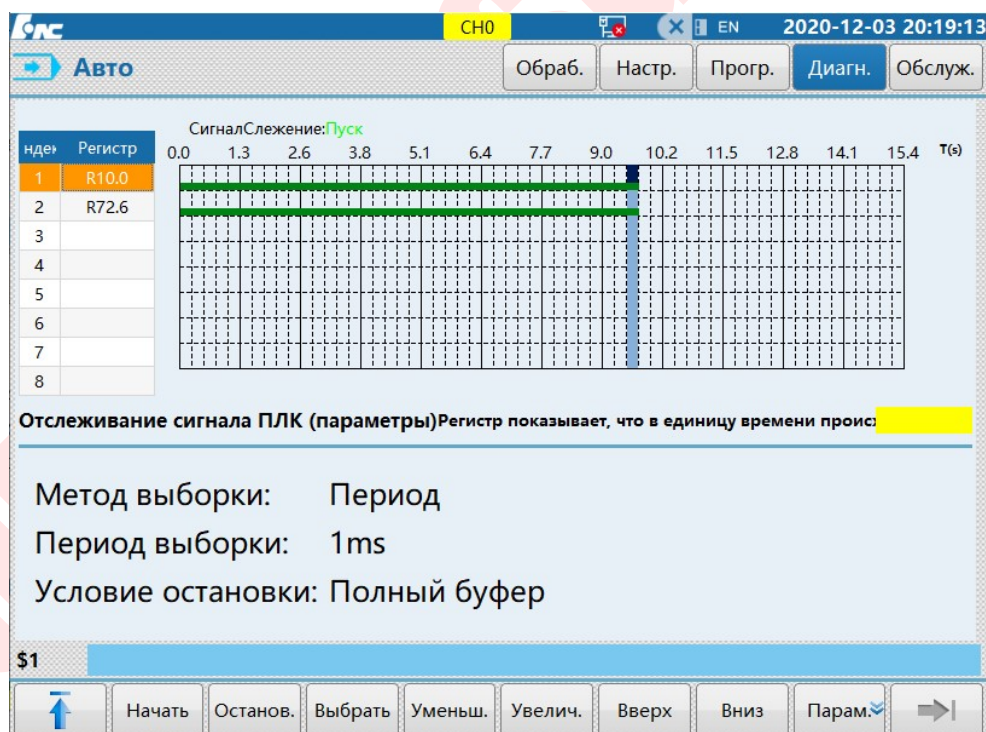 CH0 EN 2020-12-03 20:19:13
Авто Обраб. Настр. Прогр. Диагн. Обслуж.
СигналСлежение:Пуск
ндек Регистр 0.0 1.3 2.6 3.8 5.1 6.4 7.7 9.0 10.2 11.5 12.8 14.1 15.4 T(s)
1 R10.0
2 R72.6
3
4
5
6
7
8
Отслеживание сигнала ПЛК (параметры)Регистр показывает, что в единицу времени проис
Метод выборки: Период
Период выборки: 1ms
Условие остановки: Полный буфер
$1
Начать Останов. Выбрать Уменьш. Увелич. Вверх Вниз Парам.